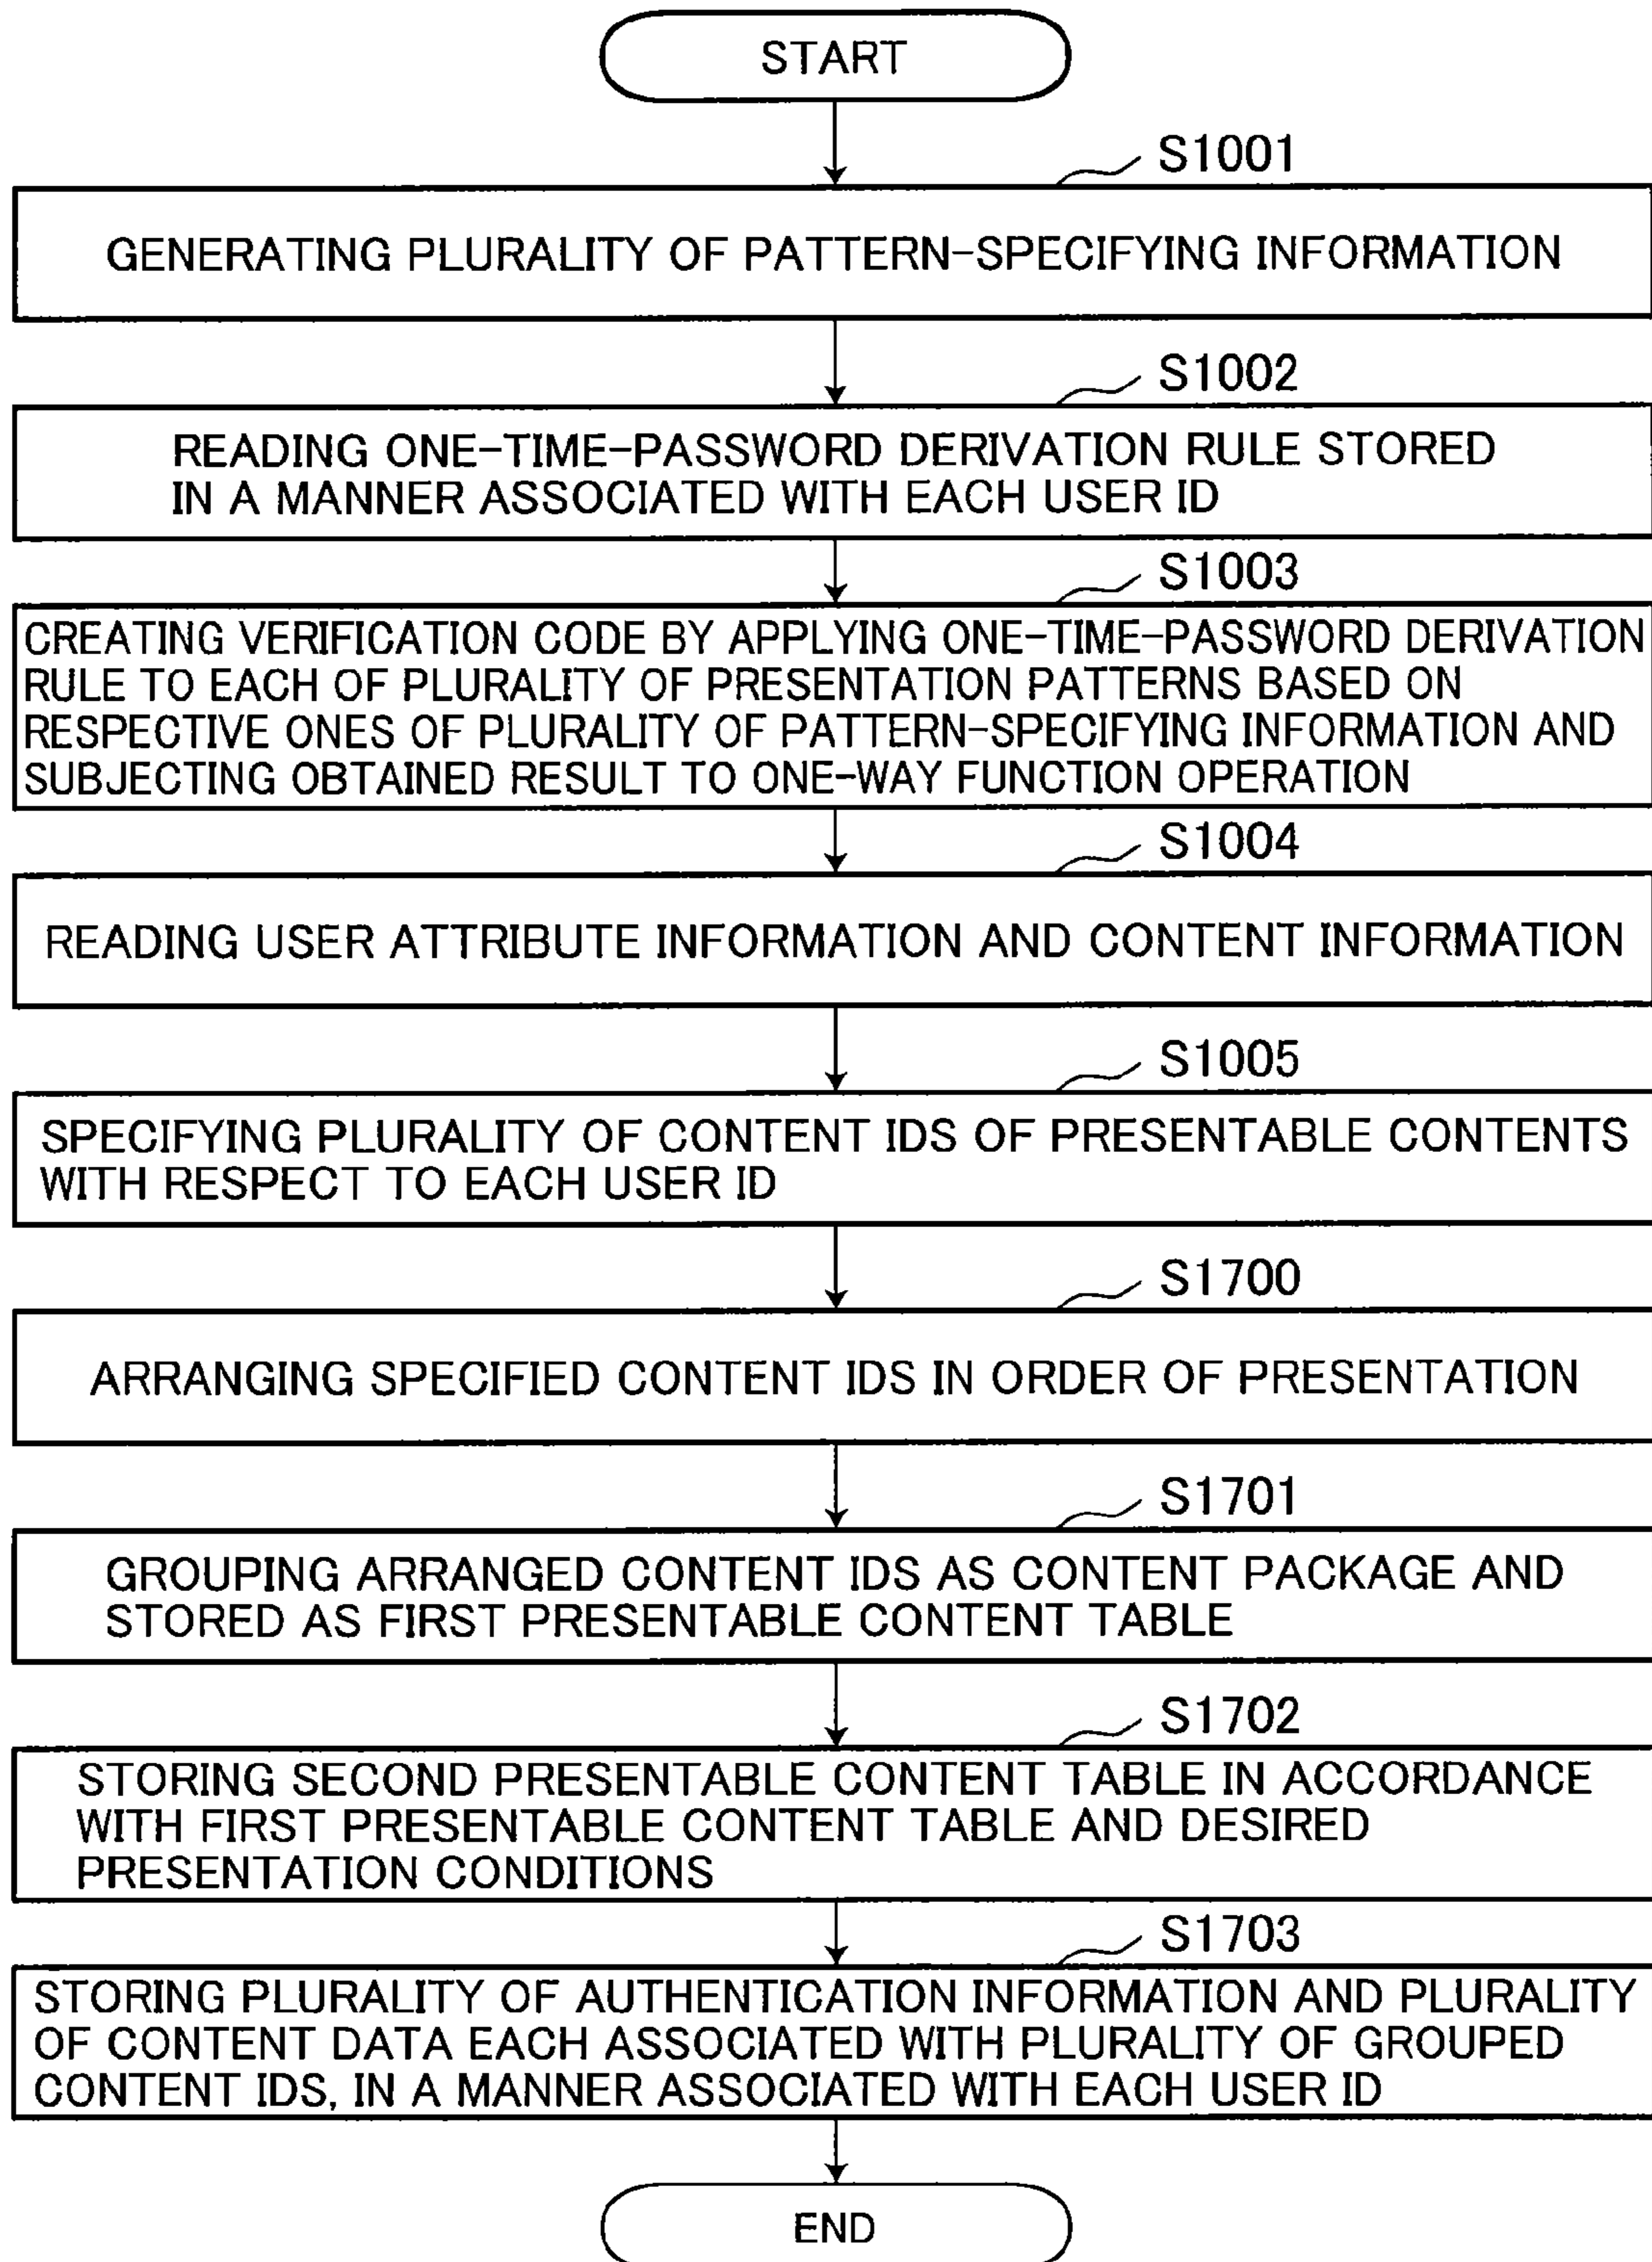 START
S1001
GENERATING PLURALITY OF PATTERN-SPECIFYING INFORMATION
S1002
READING ONE-TIME-PASSWORD DERIVATION RULE STORED
IN A MANNER ASSOCIATED WITH EACH USER ID
S1003
CREATING VERIFICATION CODE BY APPLYING ONE-TIME-PASSWORD DERIVATION
RULE TO EACH OF PLURALITY OF PRESENTATION PATTERNS BASED ON
RESPECTIVE ONES OF PLURALITY OF PATTERN-SPECIFYING INFORMATION AND
SUBJECTING OBTAINED RESULT TO ONE-WAY FUNCTION OPERATION
S1004
READING USER ATTRIBUTE INFORMATION AND CONTENT INFORMATION
S1005
SPECIFYING PLURALITY OF CONTENT IDS OF PRESENTABLE CONTENTS
WITH RESPECT TO EACH USER ID
S1700
ARRANGING SPECIFIED CONTENT IDS IN ORDER OF PRESENTATION
S1701
GROUPING ARRANGED CONTENT IDS AS CONTENT PACKAGE AND
STORED AS FIRST PRESENTABLE CONTENT TABLE
S1702
STORING SECOND PRESENTABLE CONTENT TABLE IN ACCORDANCE
WITH FIRST PRESENTABLE CONTENT TABLE AND DESIRED
PRESENTATION CONDITIONS
S1703
STORING PLURALITY OF AUTHENTICATION INFORMATION AND PLURALITY
OF CONTENT DATA EACH ASSOCIATED WITH PLURALITY OF GROUPED
CONTENT IDS, IN A MANNER ASSOCIATED WITH EACH USER ID
END